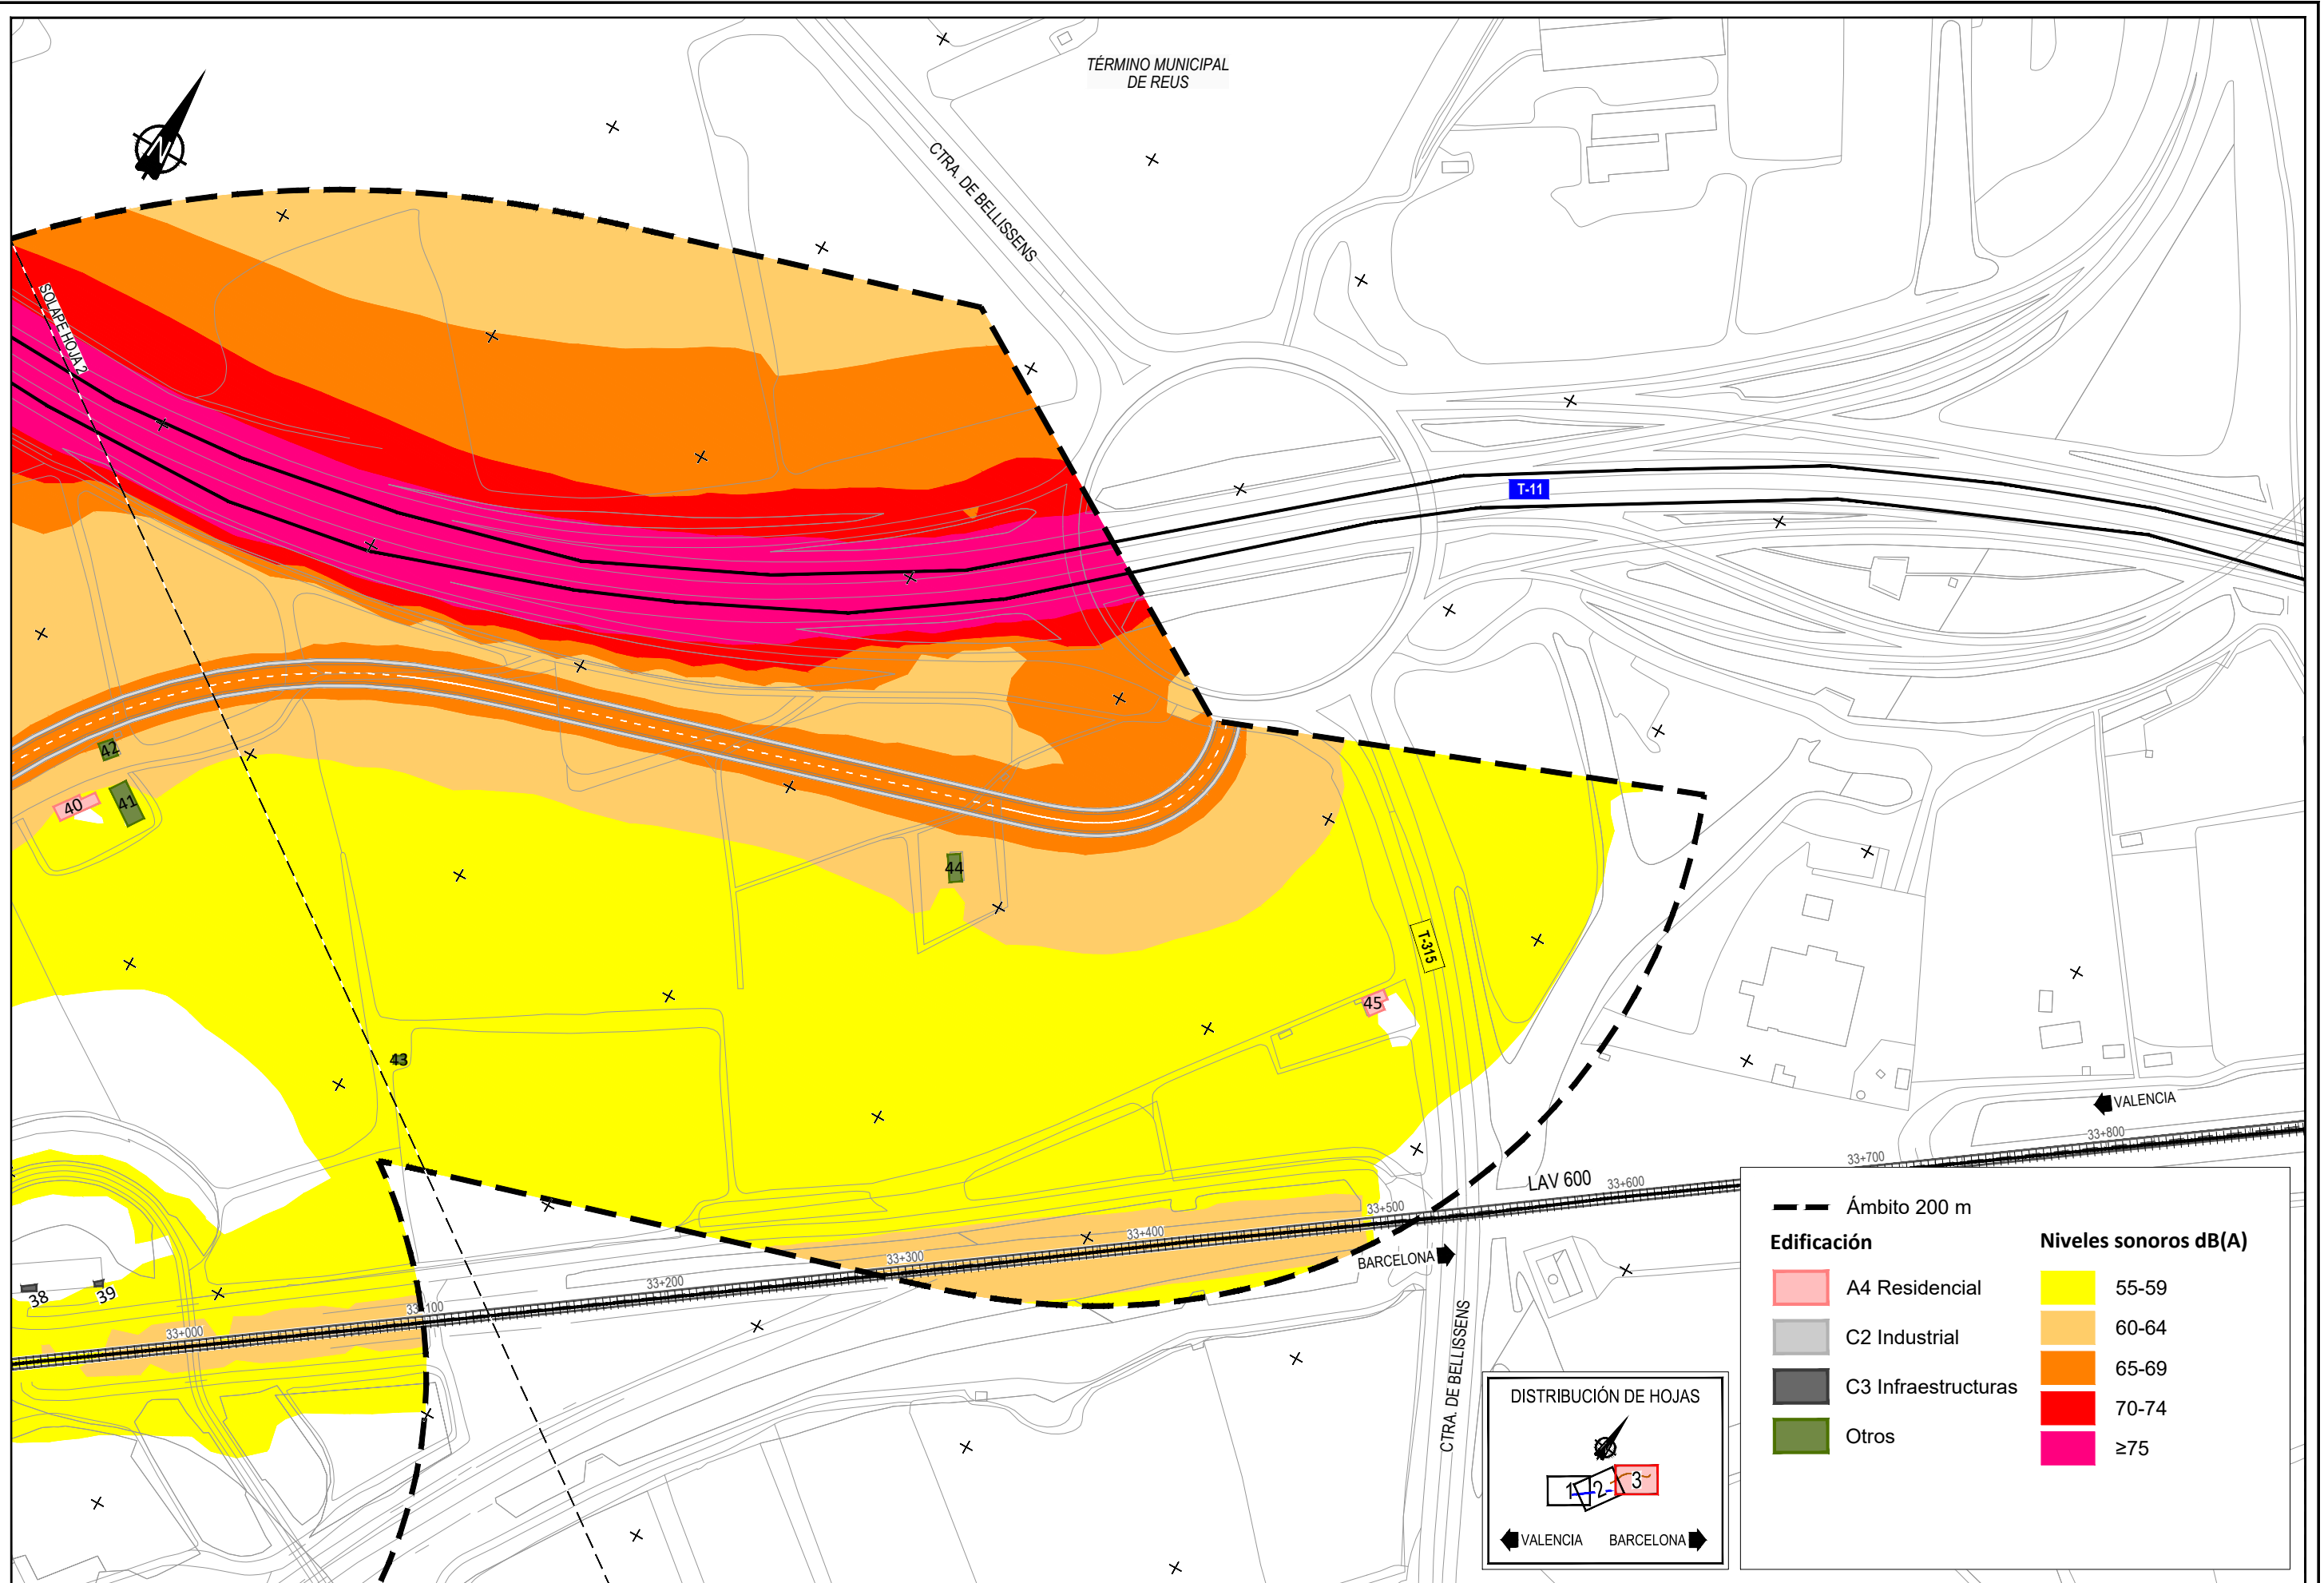 TÉRMINO MUNICIPAL
DE REUS
N
CTRA. DE BELLISSENS
SOLAPE HOJA 2
T-11
42
40
41
44
T-315
45
43
38
39
33+000
33+100
33+200
33+300
33+400
33+500
33+600
33+700
33+800
LAV 600
VALENCIA
BARCELONA
CTRA. DE BELLISSENS
DISTRIBUCIÓN DE HOJAS
1
2
3
VALENCIA BARCELONA
Ámbito 200 m
Edificación
A4 Residencial
C2 Industrial
C3 Infraestructuras
Otros
Niveles sonoros dB(A)
55-59
60-64
65-69
70-74
≥75